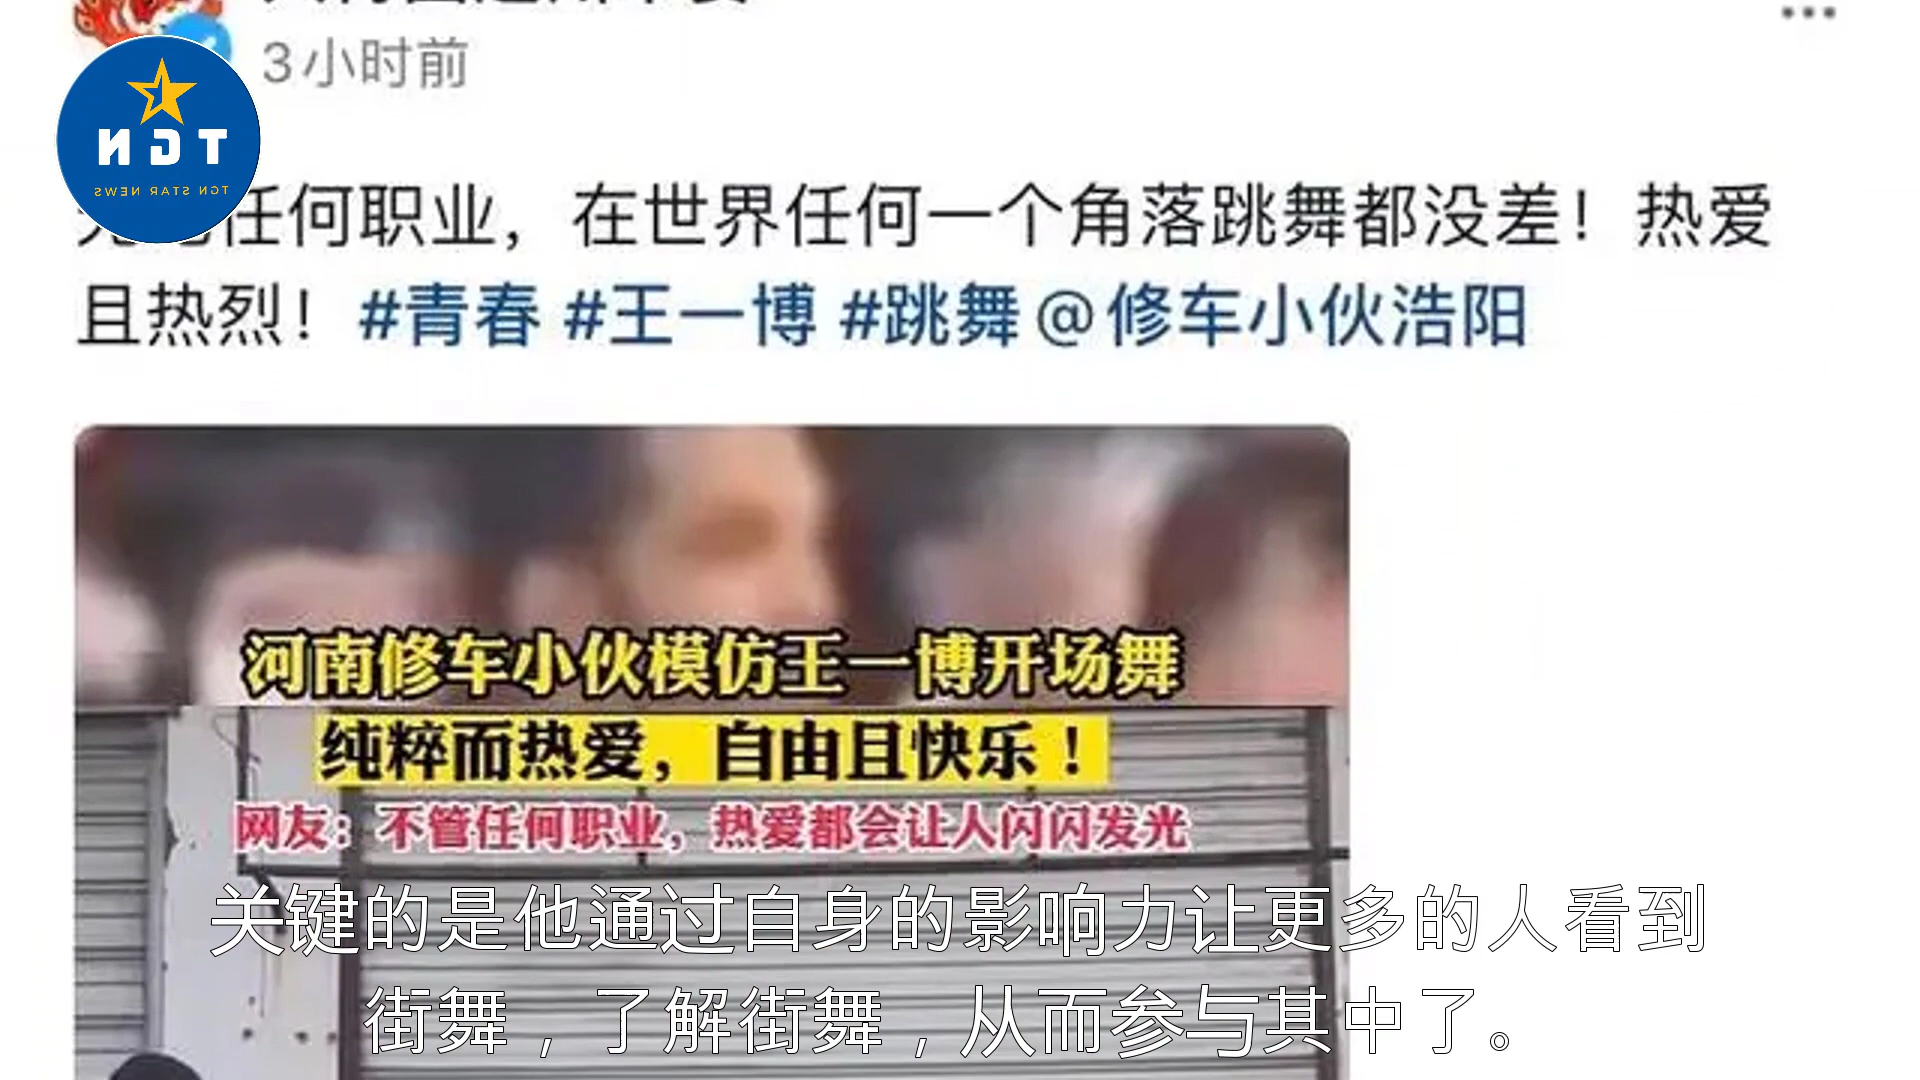 3小时前
TGN
TGN STAR NEWS
任何职业，在世界任何一个角落跳舞都没差！热爱
且热烈！#青春 #王一博 #跳舞@修车小伙浩阳
河南修车小伙模仿王一博开场舞
纯粹而热爱，自由且快乐！
网友：不管任何职业，热爱都会让人闪闪发光
关键的是他通过自身的影响力让更多的人看到
街舞，了解街舞，从而参与其中了。